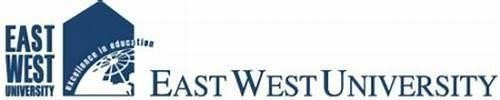 EAST
WEST
UNIVERSITY
excellence in education
EAST WEST UNIVERSITY